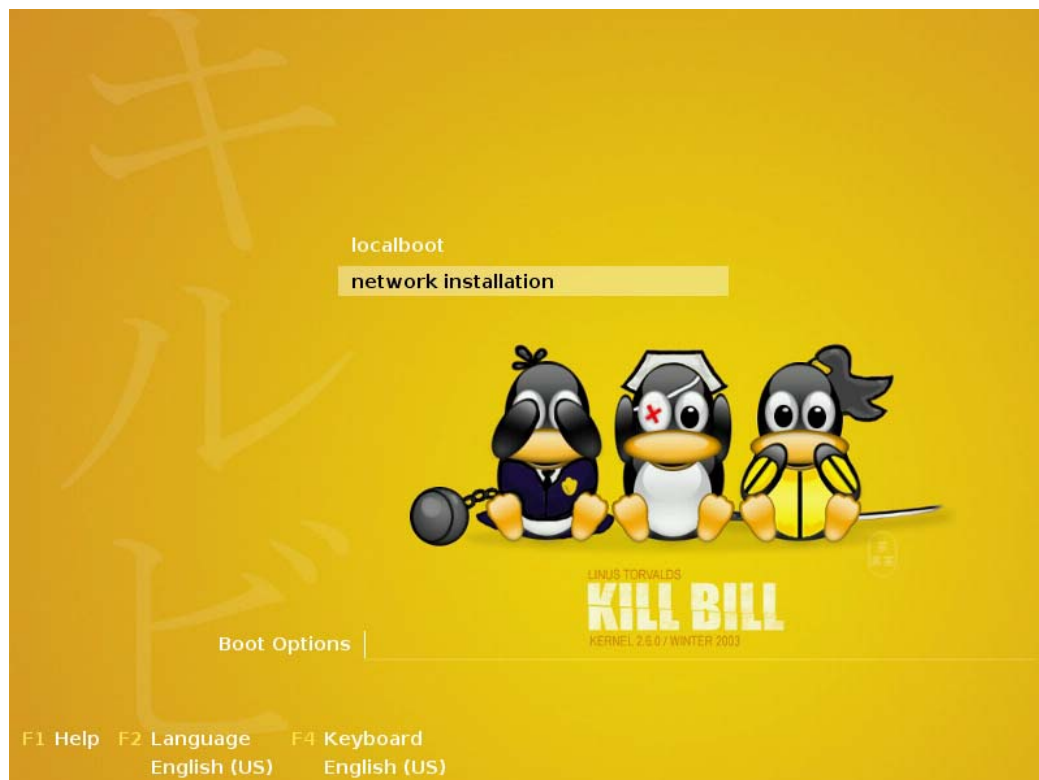 キルビ
localboot
network installation
LINUS TORVALDS
KILL BILL
KERNEL 2.6.0 / WINTER 2003
Boot Options
F1 Help F2 Language F4 Keyboard
English (US) English (US)